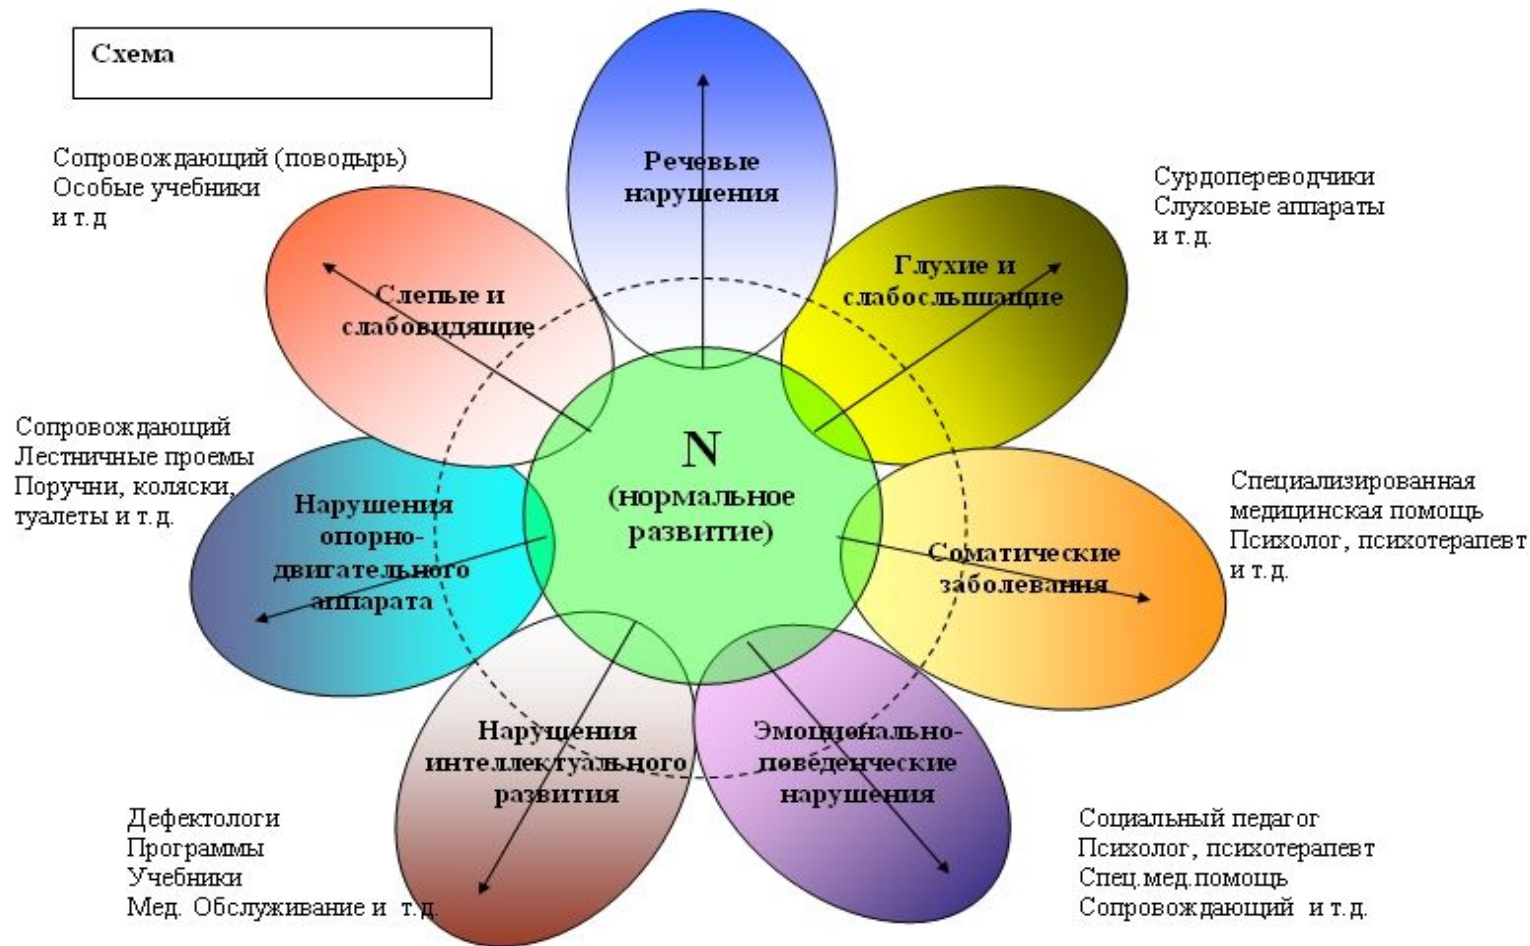 Схема
Речевые
нарушения
Сопровождающий (поводырь)
Особые учебники
и т.д
Слепые и
слабовидящие
Глухие и
слабослышащие
Сурдопереводчики
Слуховые аппараты
и т.д.
Сопровождающий
Лестничные проемы
Поручни, коляски,
туалеты и т.д.
Нарушения
опорно-
двигательного
аппарата
N
(нормальное
развитие)
Соматические
заболевания
Специализированная
медицинская помощь
Психолог, психотерапевт
и т.д.
Нарушения
интеллектуального
развития
Эмоционально-
поведенческие
нарушения
Дефектологи
Программы
Учебники
Мед. Обслуживание и т.д.
Социальный педагог
Психолог, психотерапевт
Спец.мед.помощь
Сопровождающий и т.д.